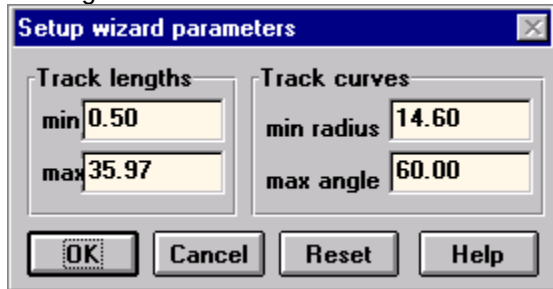 Setup wizard parameters
Track lengths
min 0.50
max 35.97
Track curves
min radius 14.60
max angle 60.00
OK Cancel Reset Help